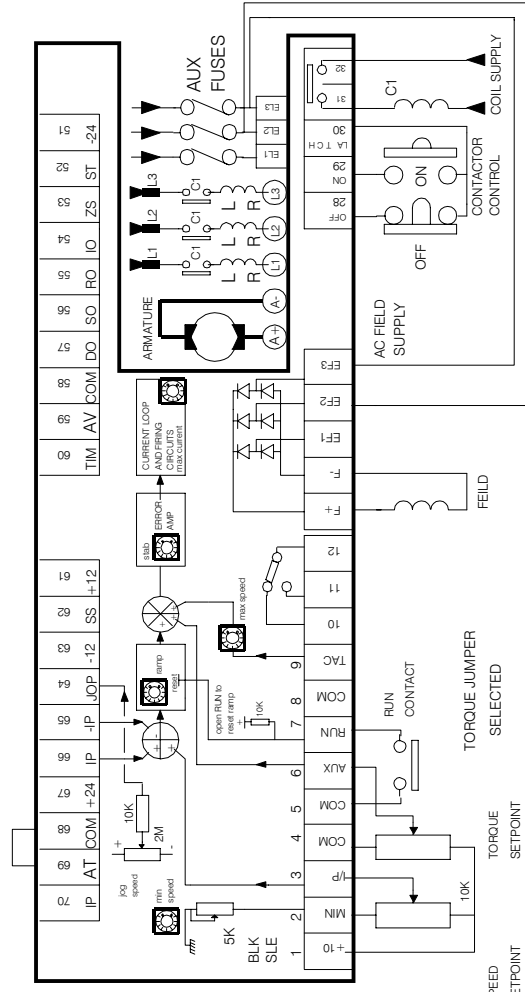 70 69 68 67 66 65 64 63 62 61 60 59 58 57 56 55 54 53 52 51
IP AT COM +24 IP -IP JOP -12 SS +12 TIM AV COM DO SO RO IO ZS ST -24
jog
speed
+
-
2M
10K
min
speed
5K
BLK
SLE
+
-
ramp
reset
open RUN to
reset ramp
+
10K
+
+
+
max speed
stab
ERROR
AMP
CURRENT LOOP
AND FIRING
CIRCUITS
max current
ARMATURE
A+ A-
L1 L2 L3
C1 C1 C1
L L L
R R R
L1 L2 L3
AUX
FUSES
EL1 EL2 EL3
1 2 3 4 5 6 7 8 9 10 11 12
+10 MIN I/P COM COM AUX RUN COM TAC
F+ F- EF1 EF2 EF3
28 29 30 31 32
OFF ON LATCH
10K
RUN
CONTACT
FEILD
AC FIELD
SUPPLY
OFF
ON
CONTACTOR
CONTROL
C1
COIL SUPPLY
PEED
ETPOINT
TORQUE
SETPOINT
TORQUE JUMPER
SELECTED